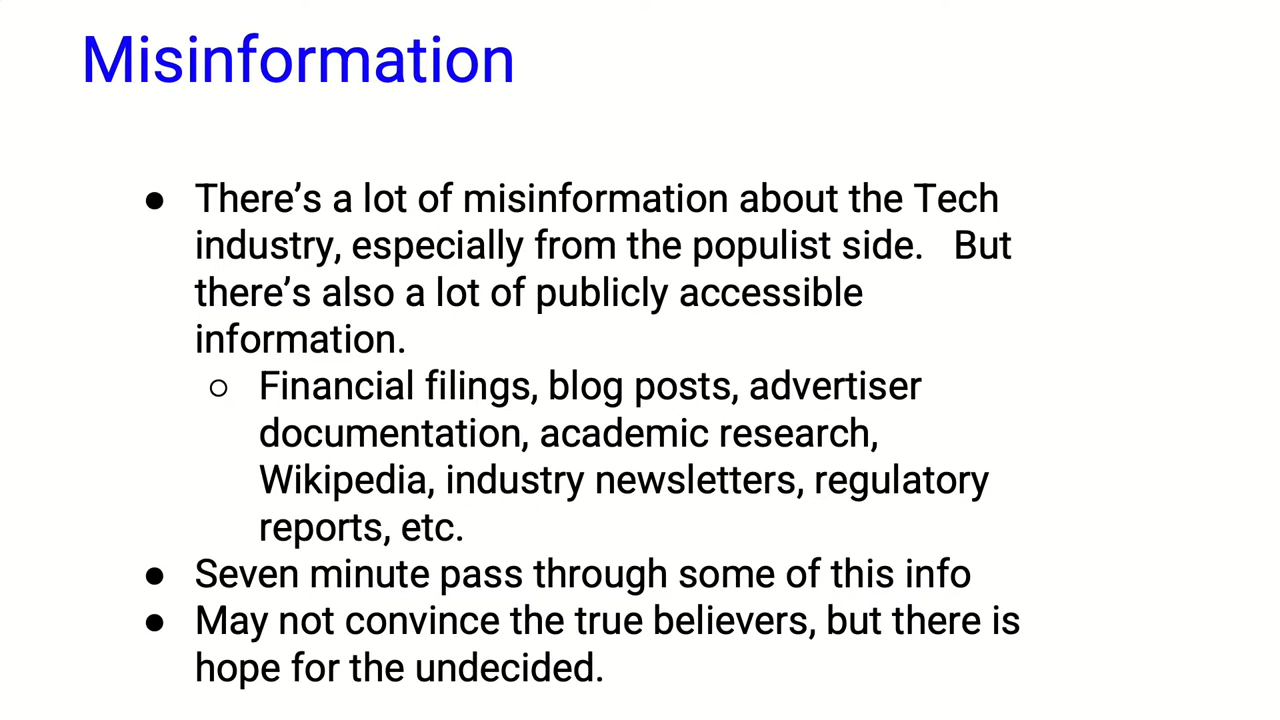 Misinformation
● There’s a lot of misinformation about the Tech
industry, especially from the populist side.   But
there’s also a lot of publicly accessible
information.
○ Financial filings, blog posts, advertiser
documentation, academic research,
Wikipedia, industry newsletters, regulatory
reports, etc.
● Seven minute pass through some of this info
● May not convince the true believers, but there is
hope for the undecided.